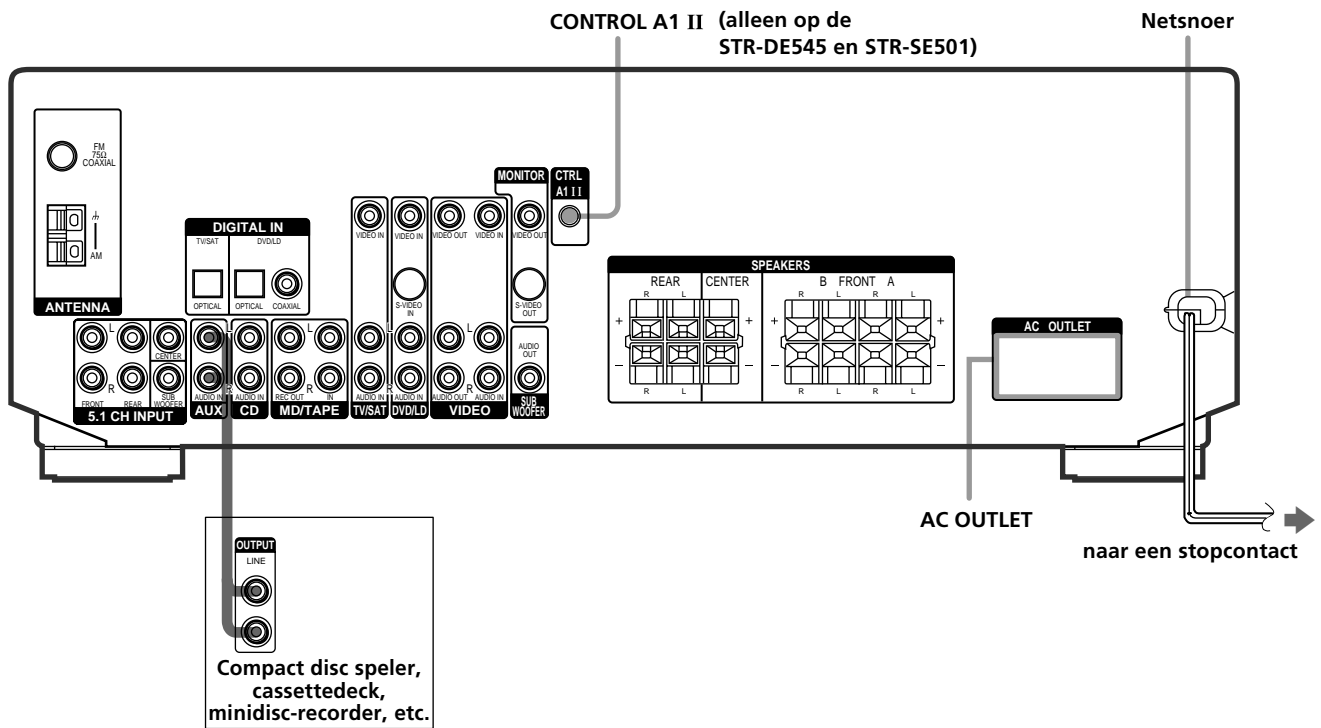 CONTROL A1 II (alleen op de
STR-DE545 en STR-SE501)
Netsnoer
FM
75Ω
COAXIAL
AM
ANTENNA
DIGITAL IN
TV/SAT DVD/LD
OPTICAL OPTICAL COAXIAL
MONITOR
CTRL
A1 II
VIDEO IN VIDEO IN VIDEO OUT VIDEO IN VIDEO OUT
S-VIDEO
IN
S-VIDEO
OUT
AUDIO
OUT
SUB
WOOFER
L L L L L
CENTER
R R R R R
FRONT REAR SUB
WOOFER
AUDIO IN AUDIO IN REC OUT IN AUDIO IN AUDIO IN AUDIO OUT AUDIO IN
5.1 CH INPUT AUX CD MD/TAPE TV/SAT DVD/LD VIDEO
SPEAKERS
REAR CENTER B FRONT A
R L R L R L
+ + + +
– – – –
R L R L R L
AC OUTLET
AC OUTLET
naar een stopcontact
OUTPUT
LINE
Compact disc speler,
cassettedeck,
minidisc-recorder, etc.